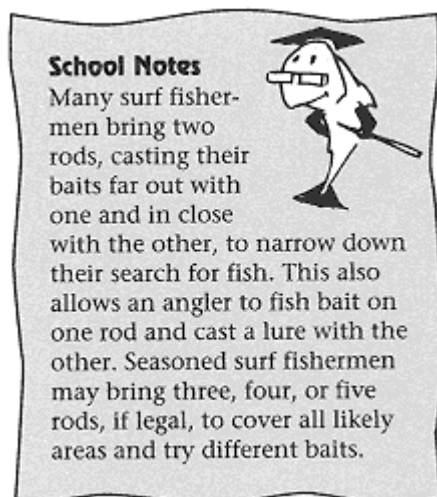 School Notes
Many surf fisher-
men bring two
rods, casting their
baits far out with
one and in close
with the other, to narrow down
their search for fish. This also
allows an angler to fish bait on
one rod and cast a lure with the
other. Seasoned surf fishermen
may bring three, four, or five
rods, if legal, to cover all likely
areas and try different baits.